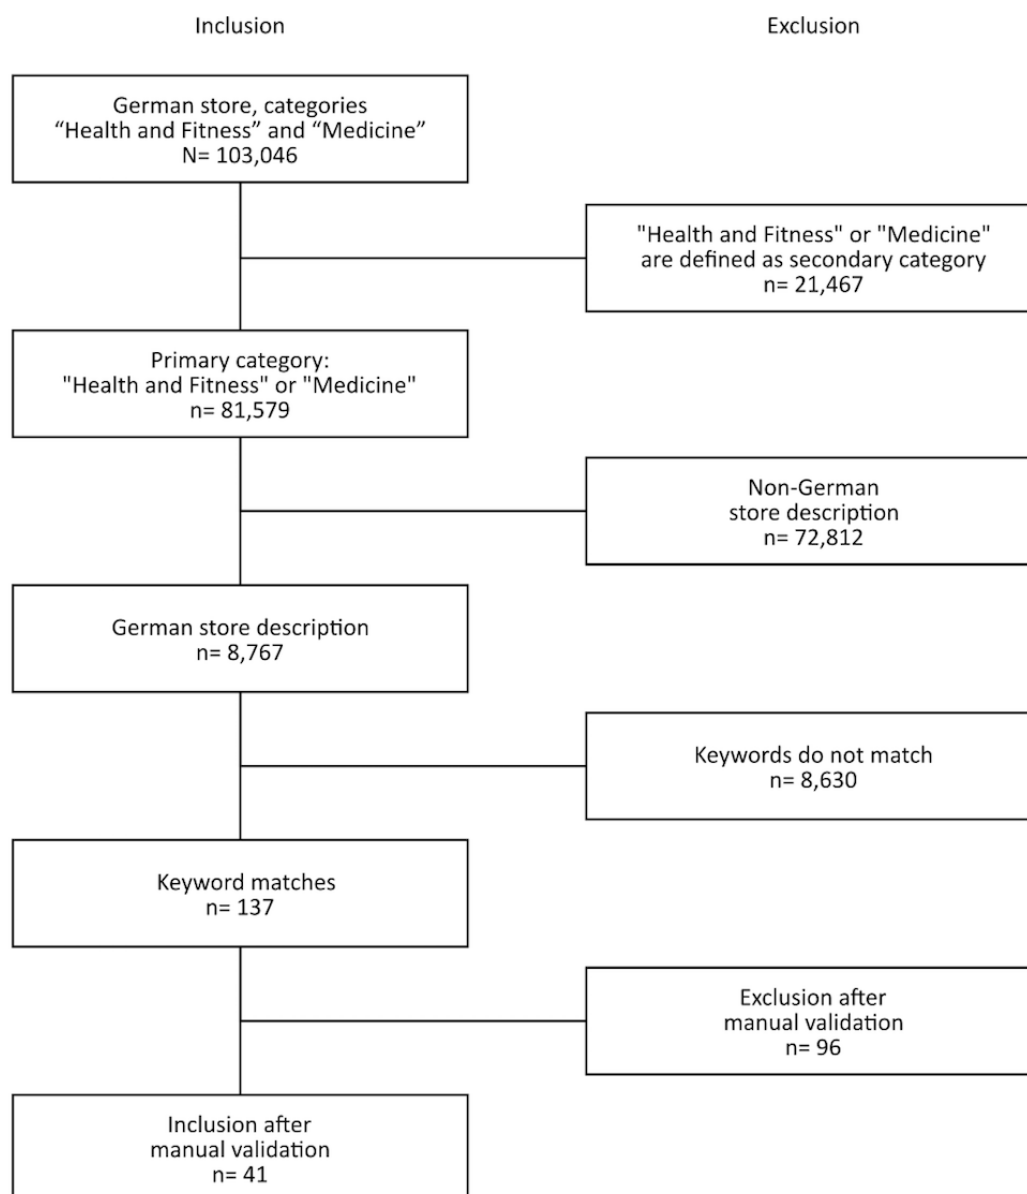 Inclusion
Exclusion
German store, categories
“Health and Fitness” and “Medicine”
N= 103,046
"Health and Fitness" or "Medicine"
are defined as secondary category
n= 21,467
Primary category:
"Health and Fitness" or "Medicine"
n= 81,579
Non-German
store description
n= 72,812
German store description
n= 8,767
Keywords do not match
n= 8,630
Keyword matches
n= 137
Exclusion after
manual validation
n= 96
Inclusion after
manual validation
n= 41